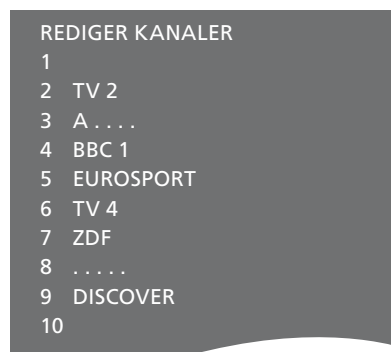 REDIGER KANALER
1
2 TV 2
3 A . . . .
4 BBC 1
5 EUROSPORT
6 TV 4
7 ZDF
8 . . . . .
9 DISCOVER
10